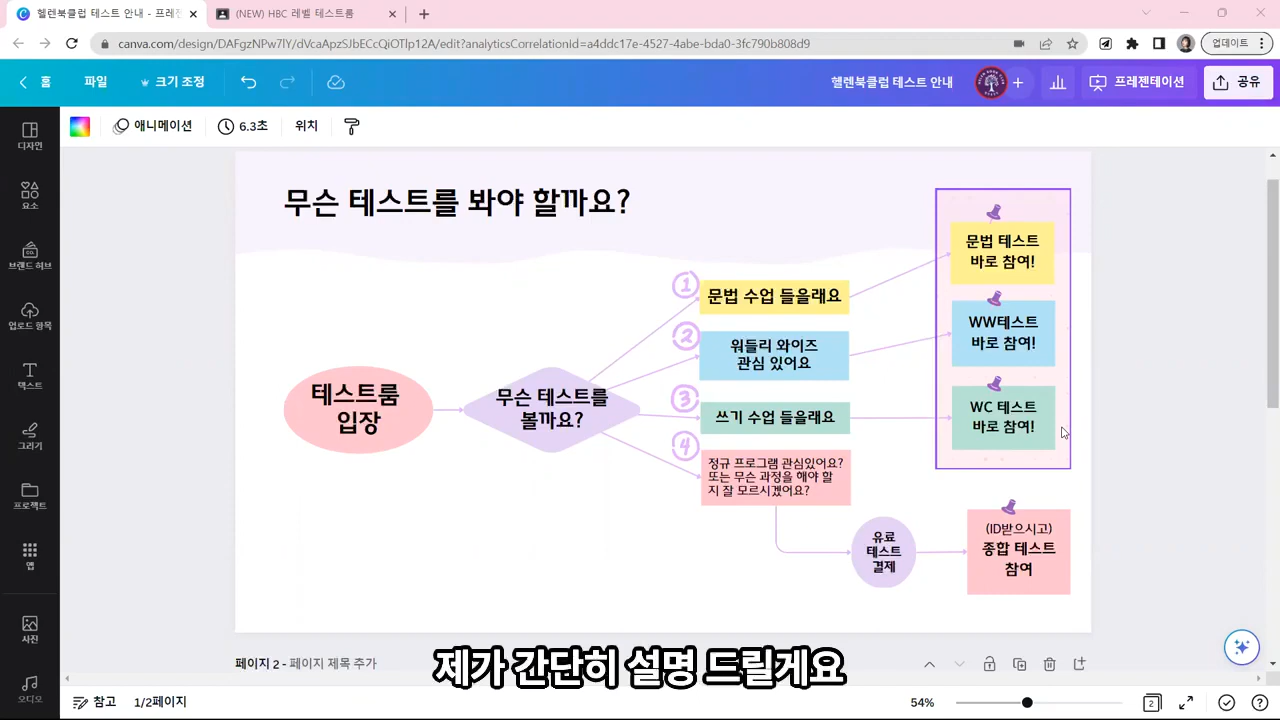 헬렌북클럽 테스트 안내 - 프레젠
(NEW) HBC 레벨 테스트룸
canva.com/design/DAFgzNPw7lY/dVcaApzSJbECcQiOTlp12A/edit?analyticsCorrelationId=a4ddc17e-4527-4abe-bda0-3fc790b808d9
업데이트
홈
파일
크기 조정
헬렌북클럽 테스트 안내
프레젠테이션
공유
애니메이션
6.3초
위치
디자인
요소
브랜드 허브
업로드 항목
텍스트
그리기
프로젝트
앱
사진
오디오
무슨 테스트를 봐야 할까요?
테스트룸
입장
무슨 테스트를
볼까요?
1
문법 수업 들을래요
2
워들리 와이즈
관심 있어요
3
쓰기 수업 들을래요
4
정규 프로그램 관심있어요?
또는 무슨 과정을 해야 할
지 잘 모르시겠어요?
문법 테스트
바로 참여!
WW테스트
바로 참여!
WC 테스트
바로 참여!
유료
테스트
결제
(ID받으시고)
종합 테스트
참여
페이지 2 - 페이지 제목 추가
제가 간단히 설명 드릴게요
참고
1/2페이지
54%
2